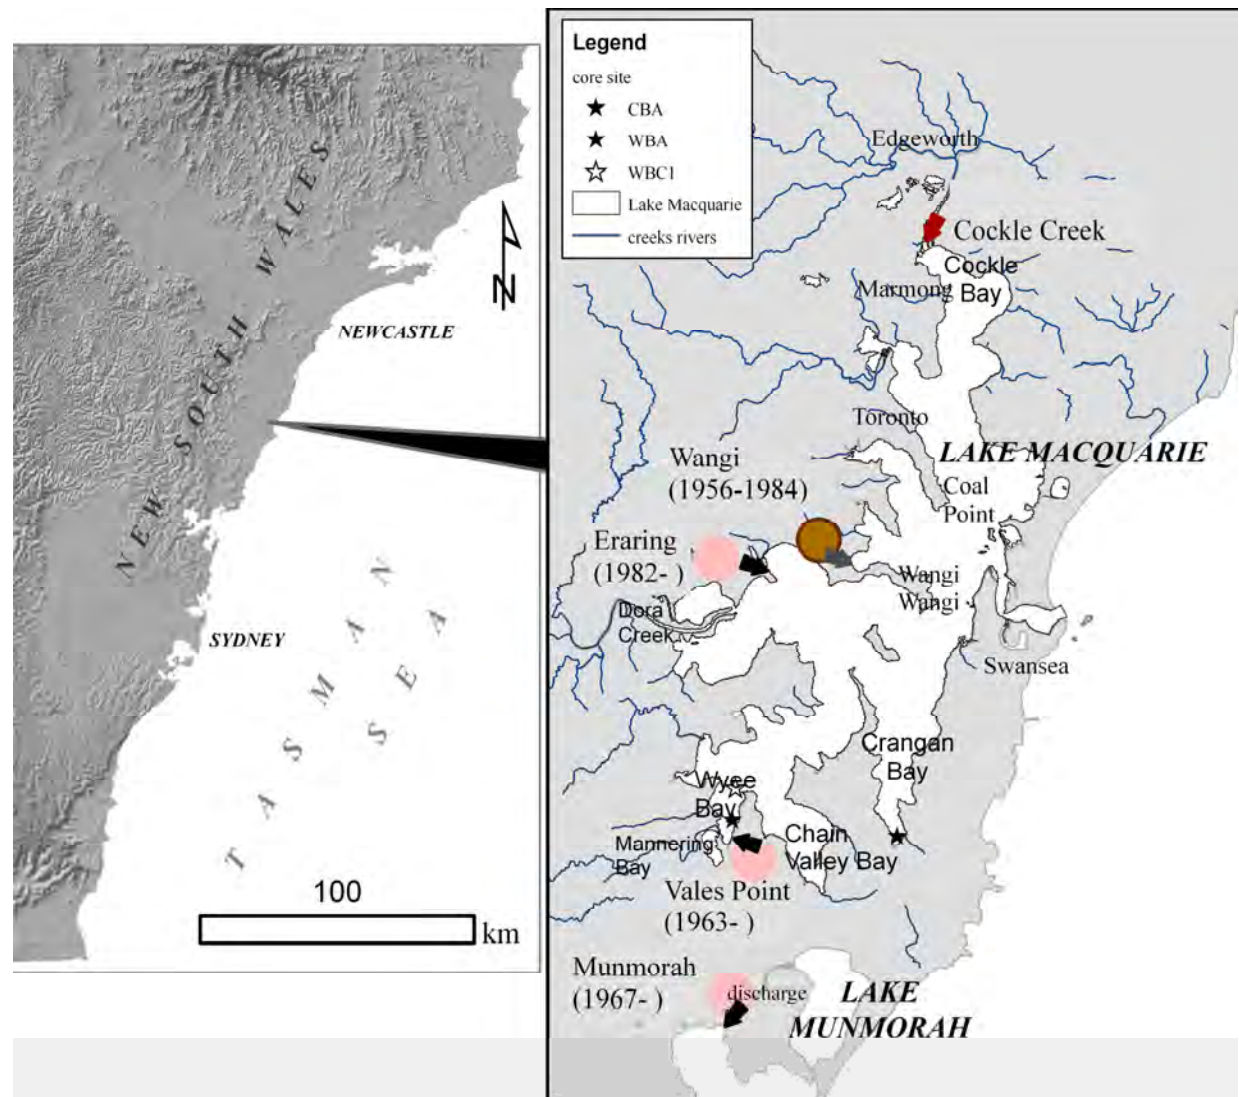 NEW SOUTH WALES
N
NEWCASTLE
SYDNEY
TASMAN
SEA
100
km
Legend
core site
CBA
WBA
WBC1
Lake Macquarie
creeks rivers
Edgeworth
Cockle Creek
Cockle
Bay
Marmong
Toronto
LAKE MACQUARIE
Wangi
(1956-1984)
Coal
Point
Eraring
(1982- )
Wangi
Wangi
Dora
Creek
Swansea
Crangan
Bay
Wyee
Bay
Mannering
Bay
Chain
Valley Bay
Vales Point
(1963- )
Munmorah
(1967- )
discharge
LAKE
MUNMORAH